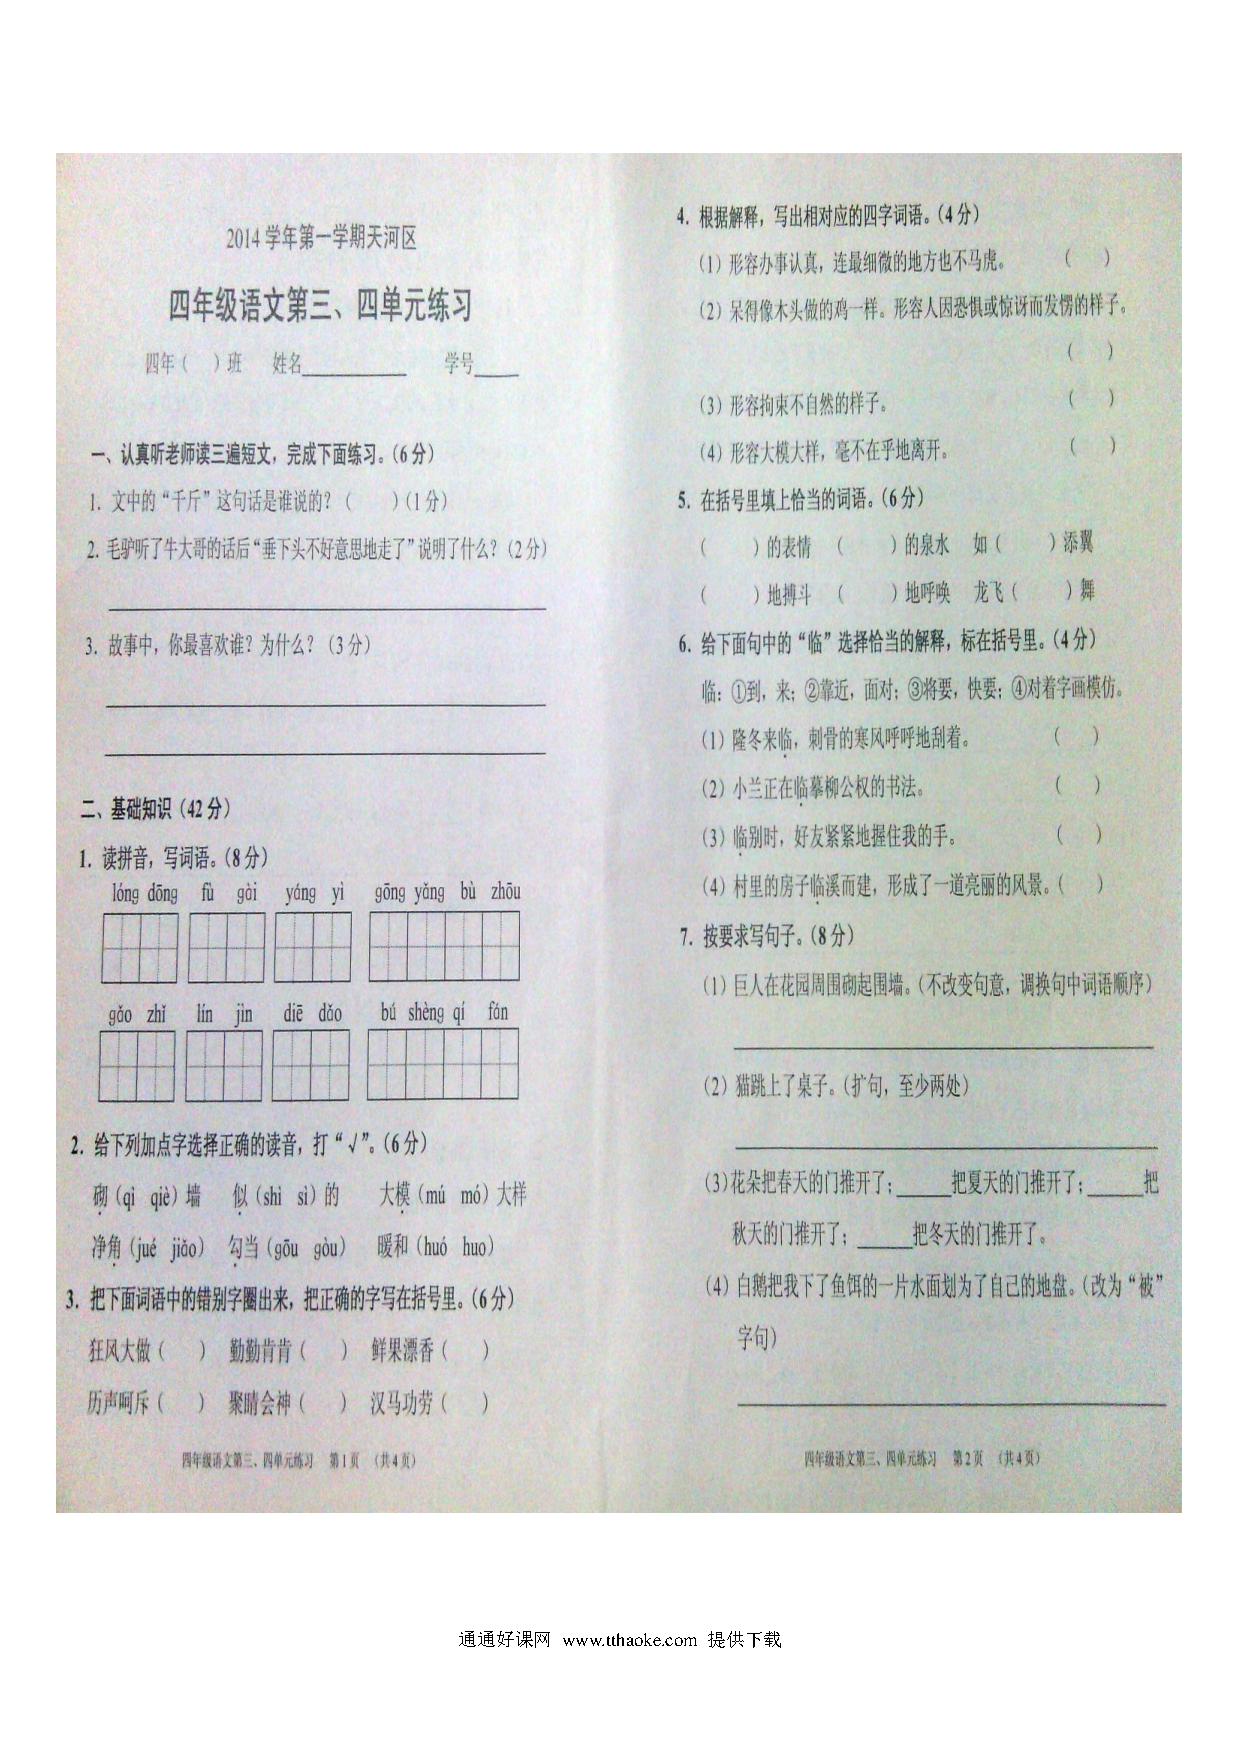 2014 学年第一学期天河区
四年级语文第三、四单元练习
四年（ ）班 姓名__________ 学号____
一、认真听老师读三遍短文，完成下面练习。（6 分）
1. 文中的“千斤”这句话是谁说的？（ ）（1 分）
2. 毛驴听了牛大哥的话后“垂下头不好意思地走了”说明了什么？（2 分）
3. 故事中，你最喜欢谁？为什么？（3 分）
二、基础知识（42 分）
1. 读拼音，写词语。（8 分）
lóng dōng fù gài yáng yì gōng yǎng bù zhōu
gǎo zhǐ lín jìn diē dǎo bú shèng qí fán
2. 给下列加点字选择正确的读音，打“√”。（6 分）
砌（qì qiè）墙 似（shì sì）的 大模（mú mó）大样
净角（jué jiǎo） 勾当（gōu gòu） 暖和（huó huo）
3. 把下面词语中的错别字圈出来，把正确的字写在括号里。（6 分）
狂风大做（ ） 勤勤肯肯（ ） 鲜果漂香（ ）
历声呵斥（ ） 聚晴会神（ ） 汉马功劳（ ）
四年级语文第三、四单元练习 第 1 页 （共 4 页）
4. 根据解释，写出相对应的四字词语。（4 分）
（1）形容办事认真，连最细微的地方也不马虎。 （ ）
（2）呆得像木头做的鸡一样。形容人因恐惧或惊讶而发愣的样子。
（ ）
（3）形容拘束不自然的样子。 （ ）
（4）形容大模大样，毫不在乎地离开。 （ ）
5. 在括号里填上恰当的词语。（6 分）
（ ）的表情 （ ）的泉水 如（ ）添翼
（ ）地搏斗 （ ）地呼唤 龙飞（ ）舞
6. 给下面句中的“临”选择恰当的解释，标在括号里。（4 分）
临：①到，来；②靠近，面对；③将要，快要；④对着字画模仿。
（1）隆冬来临，刺骨的寒风呼呼地刮着。 （ ）
（2）小兰正在临摹柳公权的书法。 （ ）
（3）临别时，好友紧紧地握住我的手。 （ ）
（4）村里的房子临溪而建，形成了一道亮丽的风景。（ ）
7. 按要求写句子。（8 分）
（1）巨人在花园周围砌起围墙。（不改变句意，调换句中词语顺序）
（2）猫跳上了桌子。（扩句，至少两处）
（3）花朵把春天的门推开了；_____把夏天的门推开了；_____把
秋天的门推开了；_____把冬天的门推开了。
（4）白鹅把我下了鱼饵的一片水面划为了自己的地盘。（改为“被”
字句）
四年级语文第三、四单元练习 第 2 页 （共 4 页）
通通好课网 www.tthaoke.com 提供下载